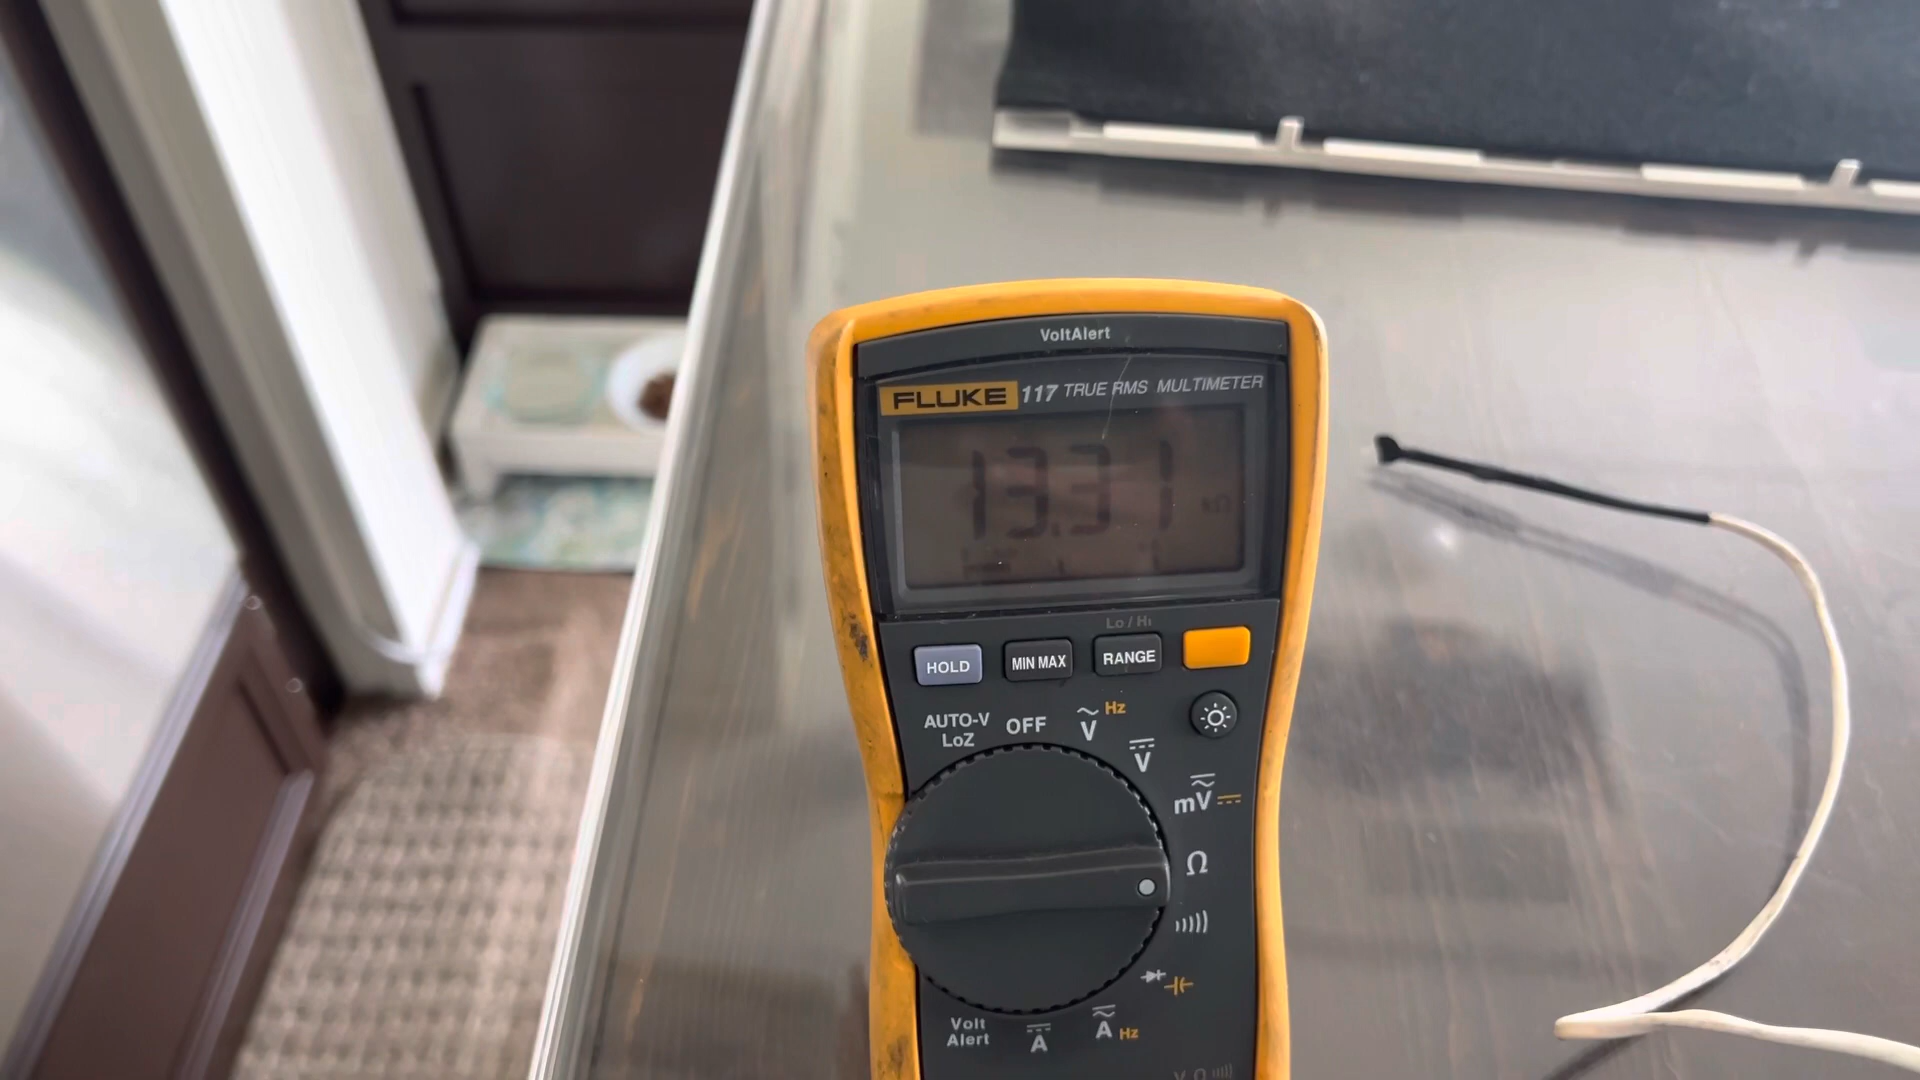 VoltAlert
FLUKE 117 TRUE RMS MULTIMETER
13.31
kΩ
Lo / Hi
HOLD MIN MAX RANGE
AUTO-V
LoZ
OFF
V Hz
V
mV
Ω
A Hz
A
Volt
Alert
V Ω